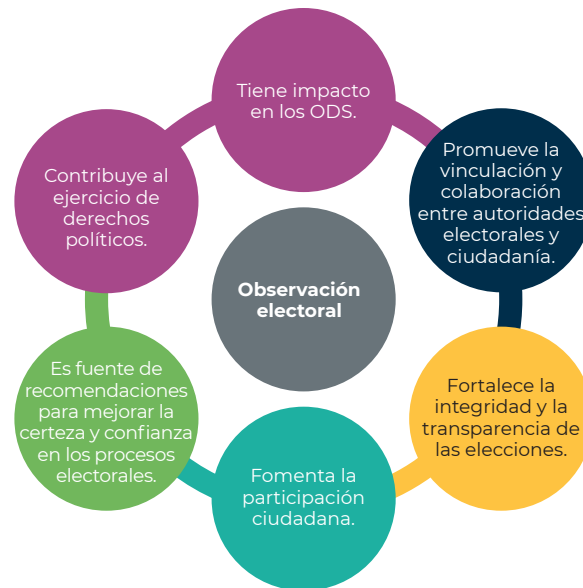 Tiene impacto
en los ODS.
Promueve la
vinculación y
colaboración
entre autoridades
electorales y
ciudadanía.
Fortalece la
integridad y la
transparencia de
las elecciones.
Fomenta la
participación
ciudadana.
Es fuente de
recomendaciones
para mejorar la
certeza y confianza
en los procesos
electorales.
Contribuye al
ejercicio de
derechos
políticos.
Observación
electoral